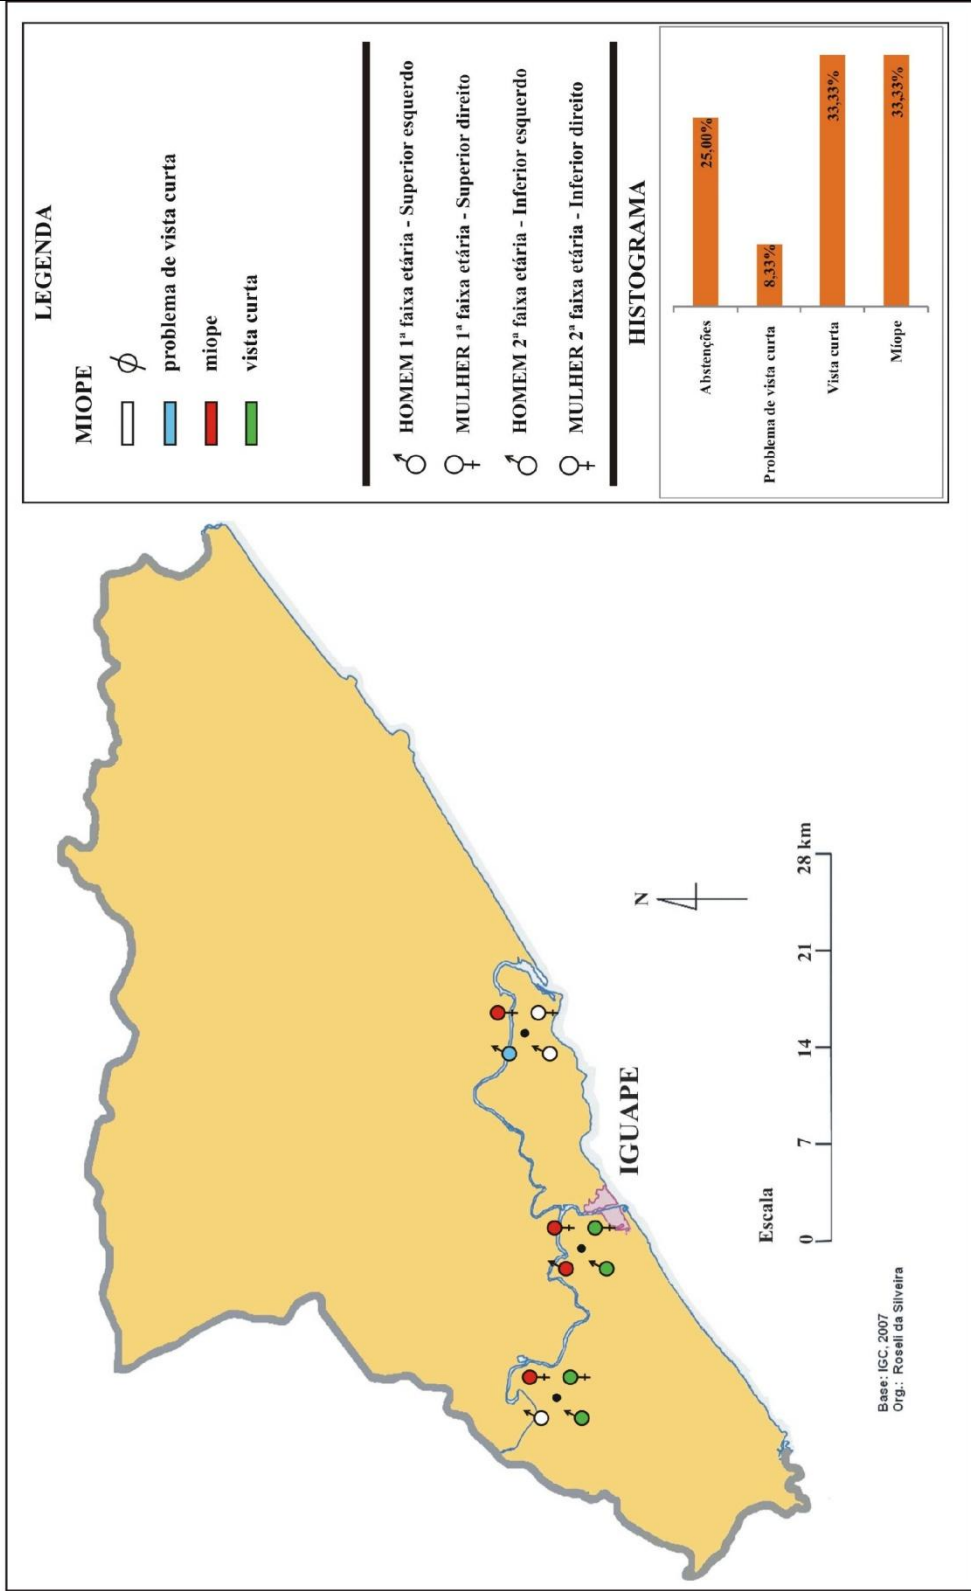 LEGENDA
MIOPE
ϕ
problema de vista curta
miope
vista curta
HOMEM 1ª faixa etária - Superior esquerdo
MULHER 1ª faixa etária - Superior direito
HOMEM 2ª faixa etária - Inferior esquerdo
MULHER 2ª faixa etária - Inferior direito
HISTOGRAMA
Abstenções
25,00%
Problema de vista curta
8,33%
Vista curta
33,33%
Míope
33,33%
IGUAPE
N
Escala
0 7 14 21 28 km
Base: IGC, 2007
Org.: Roseli da Silveira